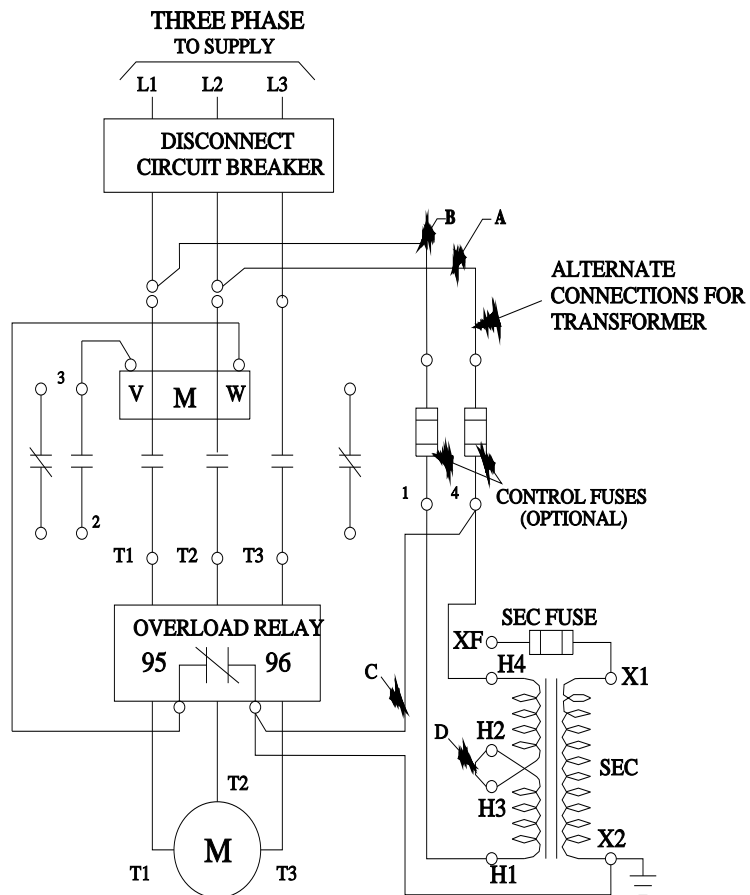 THREE PHASE
TO SUPPLY
L1 L2 L3
DISCONNECT
CIRCUIT BREAKER
B A
ALTERNATE
CONNECTIONS FOR
TRANSFORMER
3 V M W
1 4 CONTROL FUSES
(OPTIONAL)
2
T1 T2 T3
OVERLOAD RELAY
95 96
SEC FUSE
XF
H4 X1
C
D H2
SEC
H3
T2
X2
M
T1 T3 H1